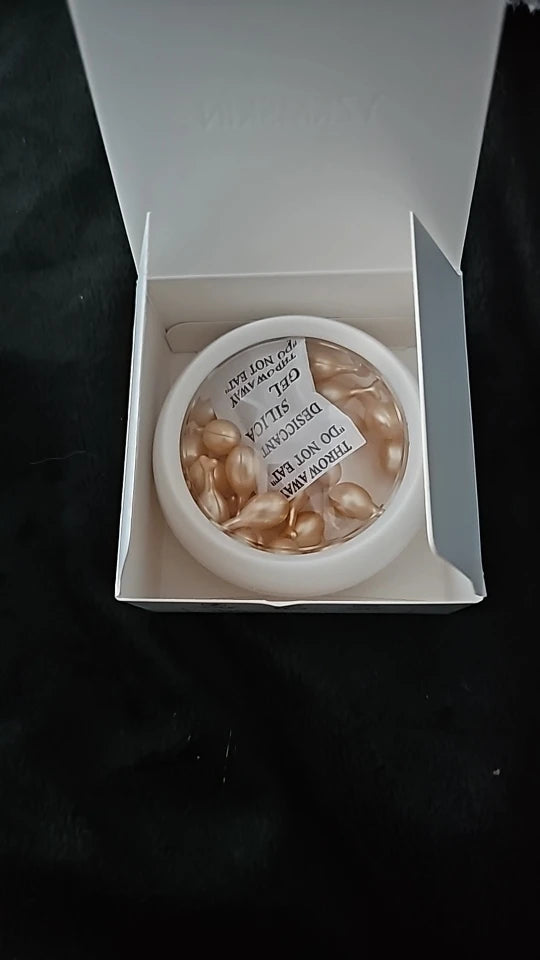 "DO NOT EAT"
THROW AWAY
GEL
SILICA
DESICCANT
"DO NOT EAT"
THROW AWAY